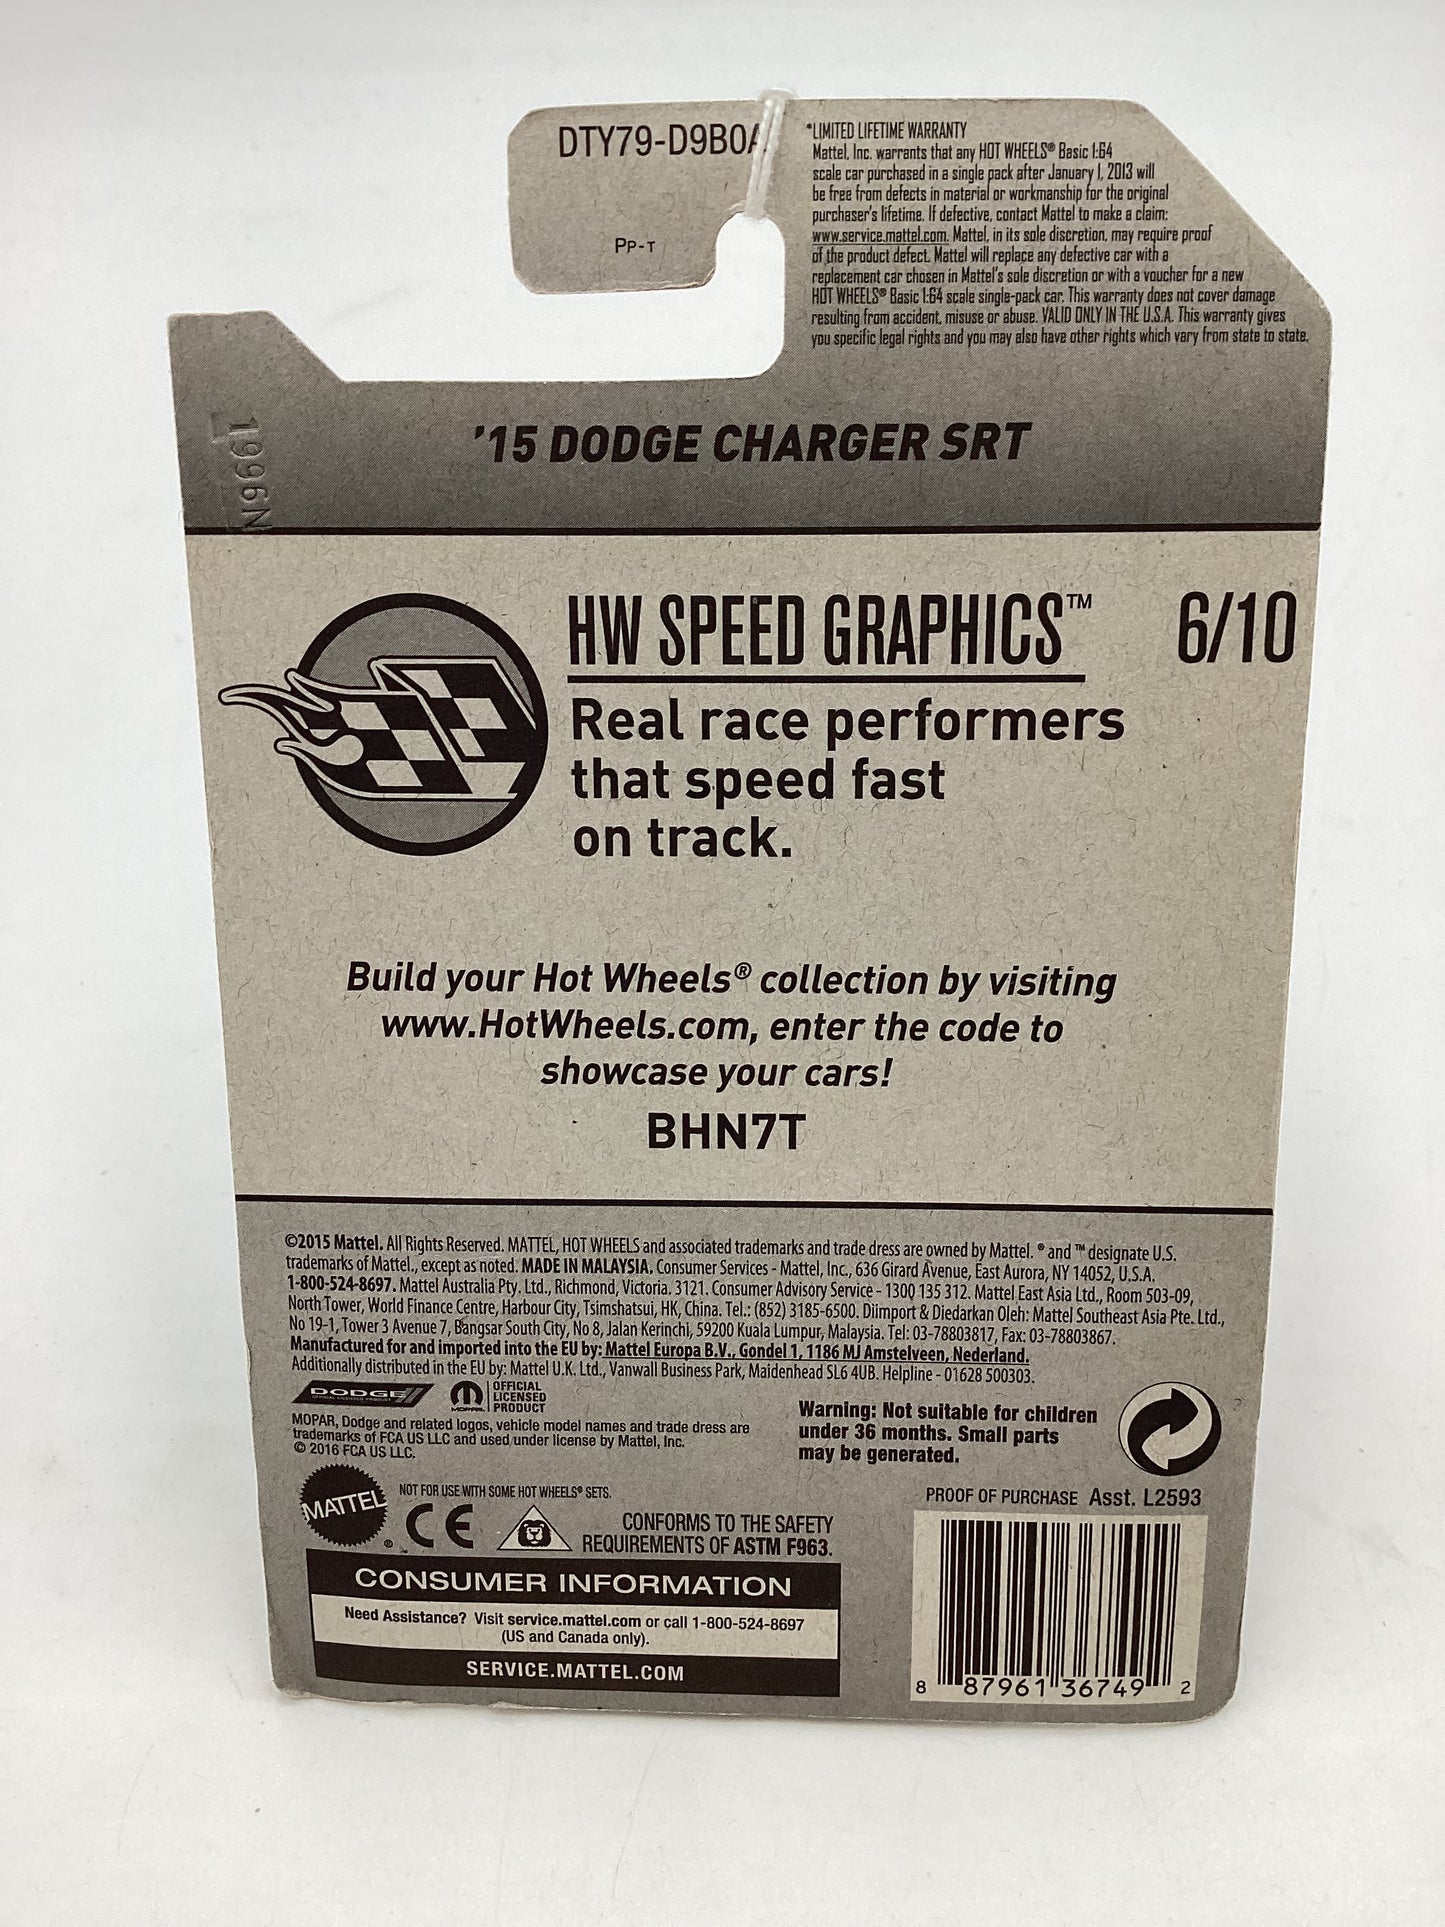 DTY79-D9B0A
Pp-T
*LIMITED LIFETIME WARRANTY
Mattel, Inc. warrants that any HOT WHEELS® Basic 1:64
scale car purchased in a single pack after January 1, 2013 will
be free from defects in material or workmanship for the original
purchaser's lifetime. If defective, contact Mattel to make a claim:
www.service.mattel.com. Mattel, in its sole discretion, may require proof
of the product defect. Mattel will replace any defective car with a
replacement car chosen in Mattel's sole discretion or with a voucher for a new
HOT WHEELS® Basic 1:64 scale single-pack car. This warranty does not cover damage
resulting from accident, misuse or abuse. VALID ONLY IN THE U.S.A. This warranty gives
you specific legal rights and you may also have other rights which vary from state to state.
1996N
'15 DODGE CHARGER SRT
HW SPEED GRAPHICS™ 6/10
Real race performers
that speed fast
on track.
Build your Hot Wheels® collection by visiting
www.HotWheels.com, enter the code to
showcase your cars!
BHN7T
©2015 Mattel. All Rights Reserved. MATTEL, HOT WHEELS and associated trademarks and trade dress are owned by Mattel. ® and ™ designate U.S.
trademarks of Mattel., except as noted. MADE IN MALAYSIA. Consumer Services - Mattel, Inc., 636 Girard Avenue, East Aurora, NY 14052, U.S.A.
1-800-524-8697. Mattel Australia Pty. Ltd., Richmond, Victoria. 3121. Consumer Advisory Service - 1300 135 312. Mattel East Asia Ltd., Room 503-09,
North Tower, World Finance Centre, Harbour City, Tsimshatsui, HK, China. Tel.: (852) 3185-6500. Diimport & Diedarkan Oleh: Mattel Southeast Asia Pte. Ltd.,
No 19-1, Tower 3 Avenue 7, Bangsar South City, No 8, Jalan Kerinchi, 59200 Kuala Lumpur, Malaysia. Tel: 03-78803817, Fax: 03-78803867.
Manufactured for and imported into the EU by: Mattel Europa B.V., Gondel 1, 1186 MJ Amstelveen, Nederland.
Additionally distributed in the EU by: Mattel U.K. Ltd., Vanwall Business Park, Maidenhead SL6 4UB. Helpline - 01628 500303.
DODGE
OFFICIAL LICENSED PRODUCT
MOPAR
OFFICIAL
LICENSED
PRODUCT
MOPAR, Dodge and related logos, vehicle model names and trade dress are
trademarks of FCA US LLC and used under license by Mattel, Inc.
© 2016 FCA US LLC.
Warning: Not suitable for children
under 36 months. Small parts
may be generated.
MATTEL®
NOT FOR USE WITH SOME HOT WHEELS® SETS.
CE
CONFORMS TO THE SAFETY
REQUIREMENTS OF ASTM F963.
PROOF OF PURCHASE Asst. L2593
CONSUMER INFORMATION
Need Assistance? Visit service.mattel.com or call 1-800-524-8697
(US and Canada only).
SERVICE.MATTEL.COM
8 87961 36749 2